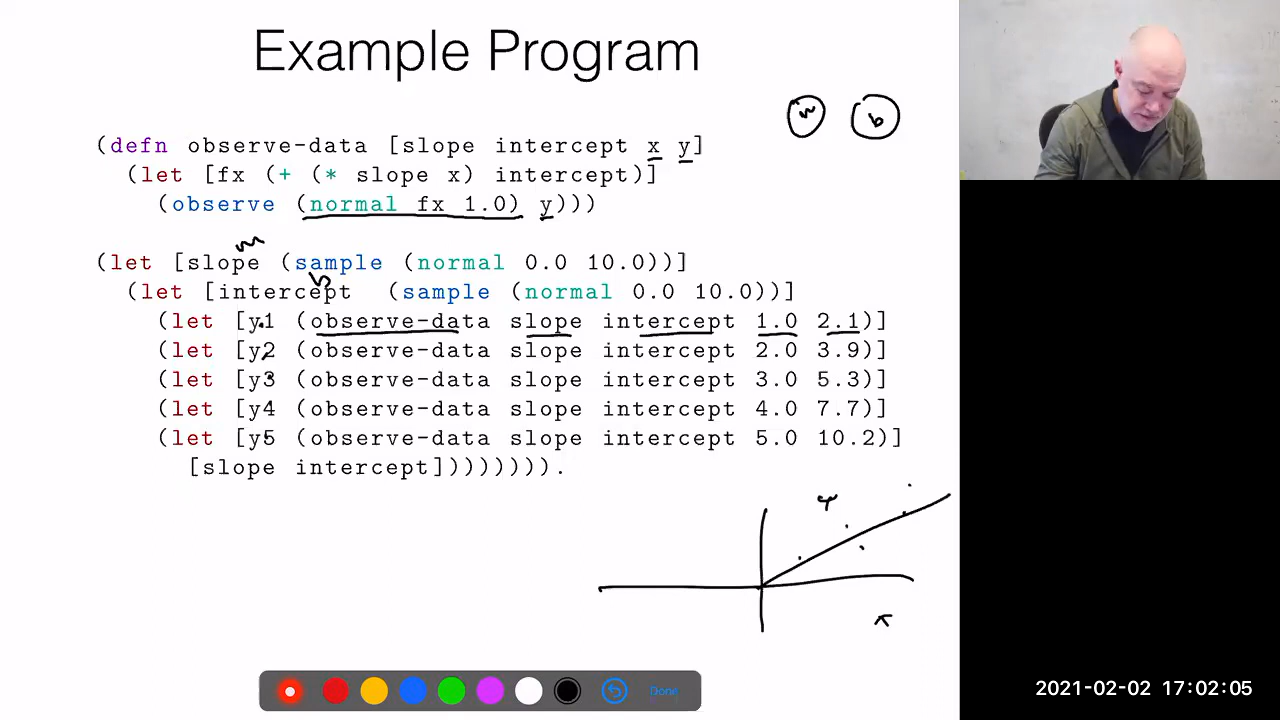 Example Program
m b
(defn observe-data [slope intercept x y]
(let [fx (+ (* slope x) intercept)]
(observe (normal fx 1.0) y)))
m
(let [slope (sample (normal 0.0 10.0))]
b
(let [intercept (sample (normal 0.0 10.0))]
(let [y1 (observe-data slope intercept 1.0 2.1)]
(let [y2 (observe-data slope intercept 2.0 3.9)]
(let [y3 (observe-data slope intercept 3.0 5.3)]
(let [y4 (observe-data slope intercept 4.0 7.7)]
(let [y5 (observe-data slope intercept 5.0 10.2)]
[slope intercept])))))))).
y
x
Done
2021-02-02 17:02:05